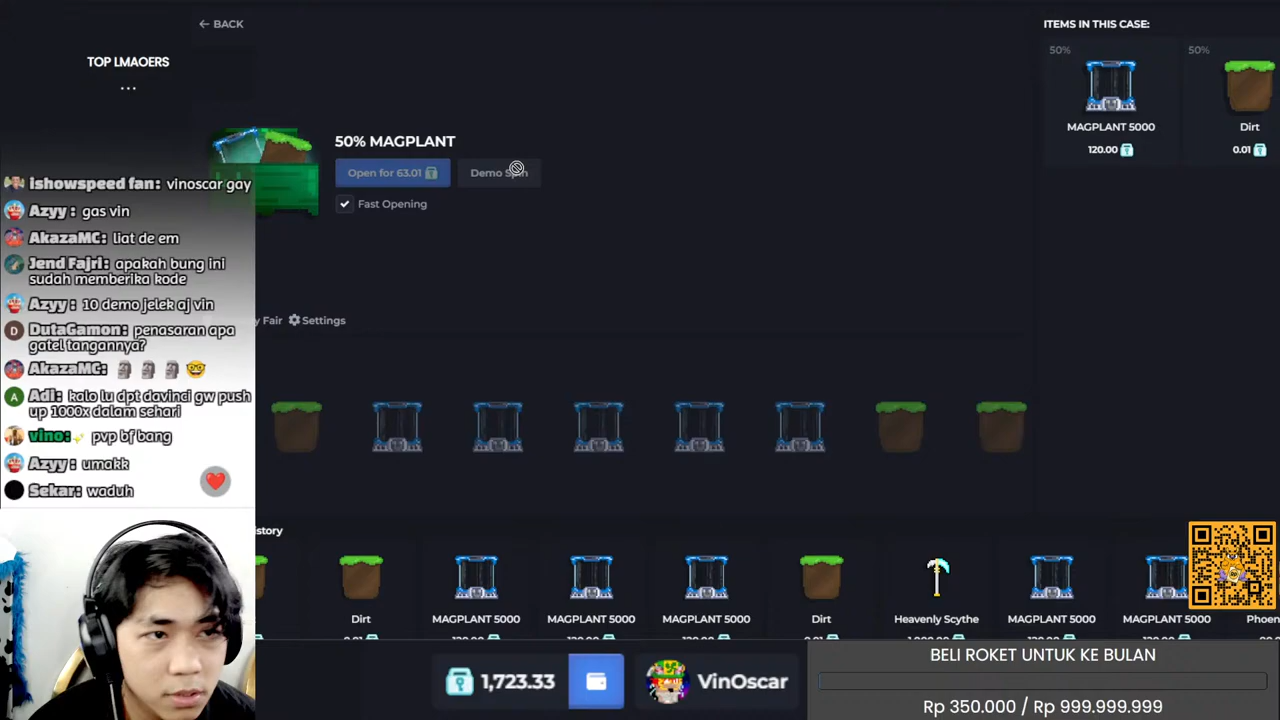 ← BACK
TOP LMAOERS
...
50% MAGPLANT
Open for 63.01
Demo Spin
Fast Opening
ITEMS IN THIS CASE:
50%
MAGPLANT 5000
120.00
50%
Dirt
0.01
ishowspeed fan: vinoscar gay
Azyy: gas vin
AkazaMC: liat de em
Jend Fajri: apakah bung ini
sudah memberika kode
Azyy: 10 demo jelek aj vin
DutaGamon: penasaran apa
gatel tangannya?
AkazaMC: 🗿 🗿 🗿 🤓
Adi: kalo lu dpt davinci gw push
up 1000x dalam sehari
vino: pvp bf bang
Azyy: umakk
Sekar: waduh
y Fair Settings
istory
Dirt
MAGPLANT 5000
MAGPLANT 5000
MAGPLANT 5000
Dirt
Heavenly Scythe
MAGPLANT 5000
MAGPLANT 5000
Phoen
1,723.33
VinOscar
BELI ROKET UNTUK KE BULAN
Rp 350.000 / Rp 999.999.999